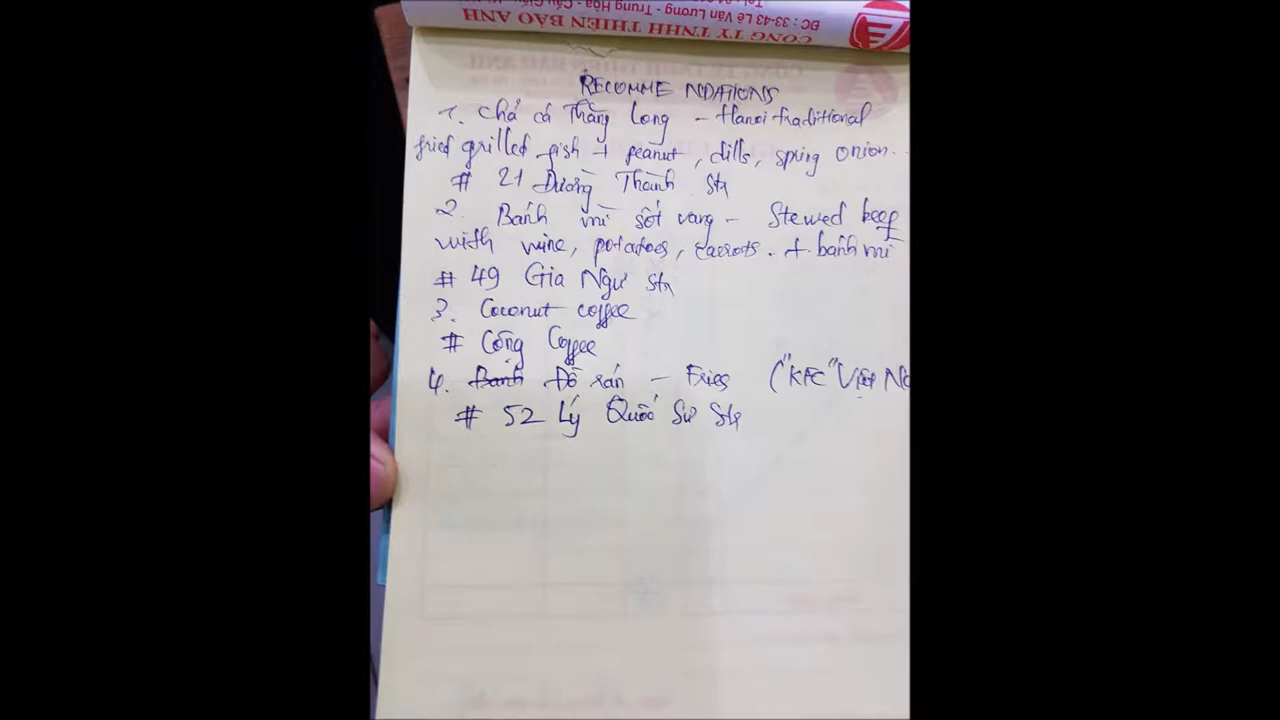 ĐC : 33-43 Lê Văn Lương - Trung Hòa - Cầu Giấy
CÔNG TY TNHH THIÊN BẢO ANH
RECOMMENDATIONS
1. Chả cá Thăng Long - Hanoi traditional
fried grilled fish + peanut, dills, spring onion..
# 21 Đường Thành Str
2. Bánh mì sốt vang - Stewed beef
with wine, potatoes, carrots. + bánh mì
# 49 Gia Ngư Str
3. Coconut coffee
# Cộng Coffee
4. Banh Đồ rán - Fries ("KFC" Việt Na
# 52 Lý Quốc Sư Str